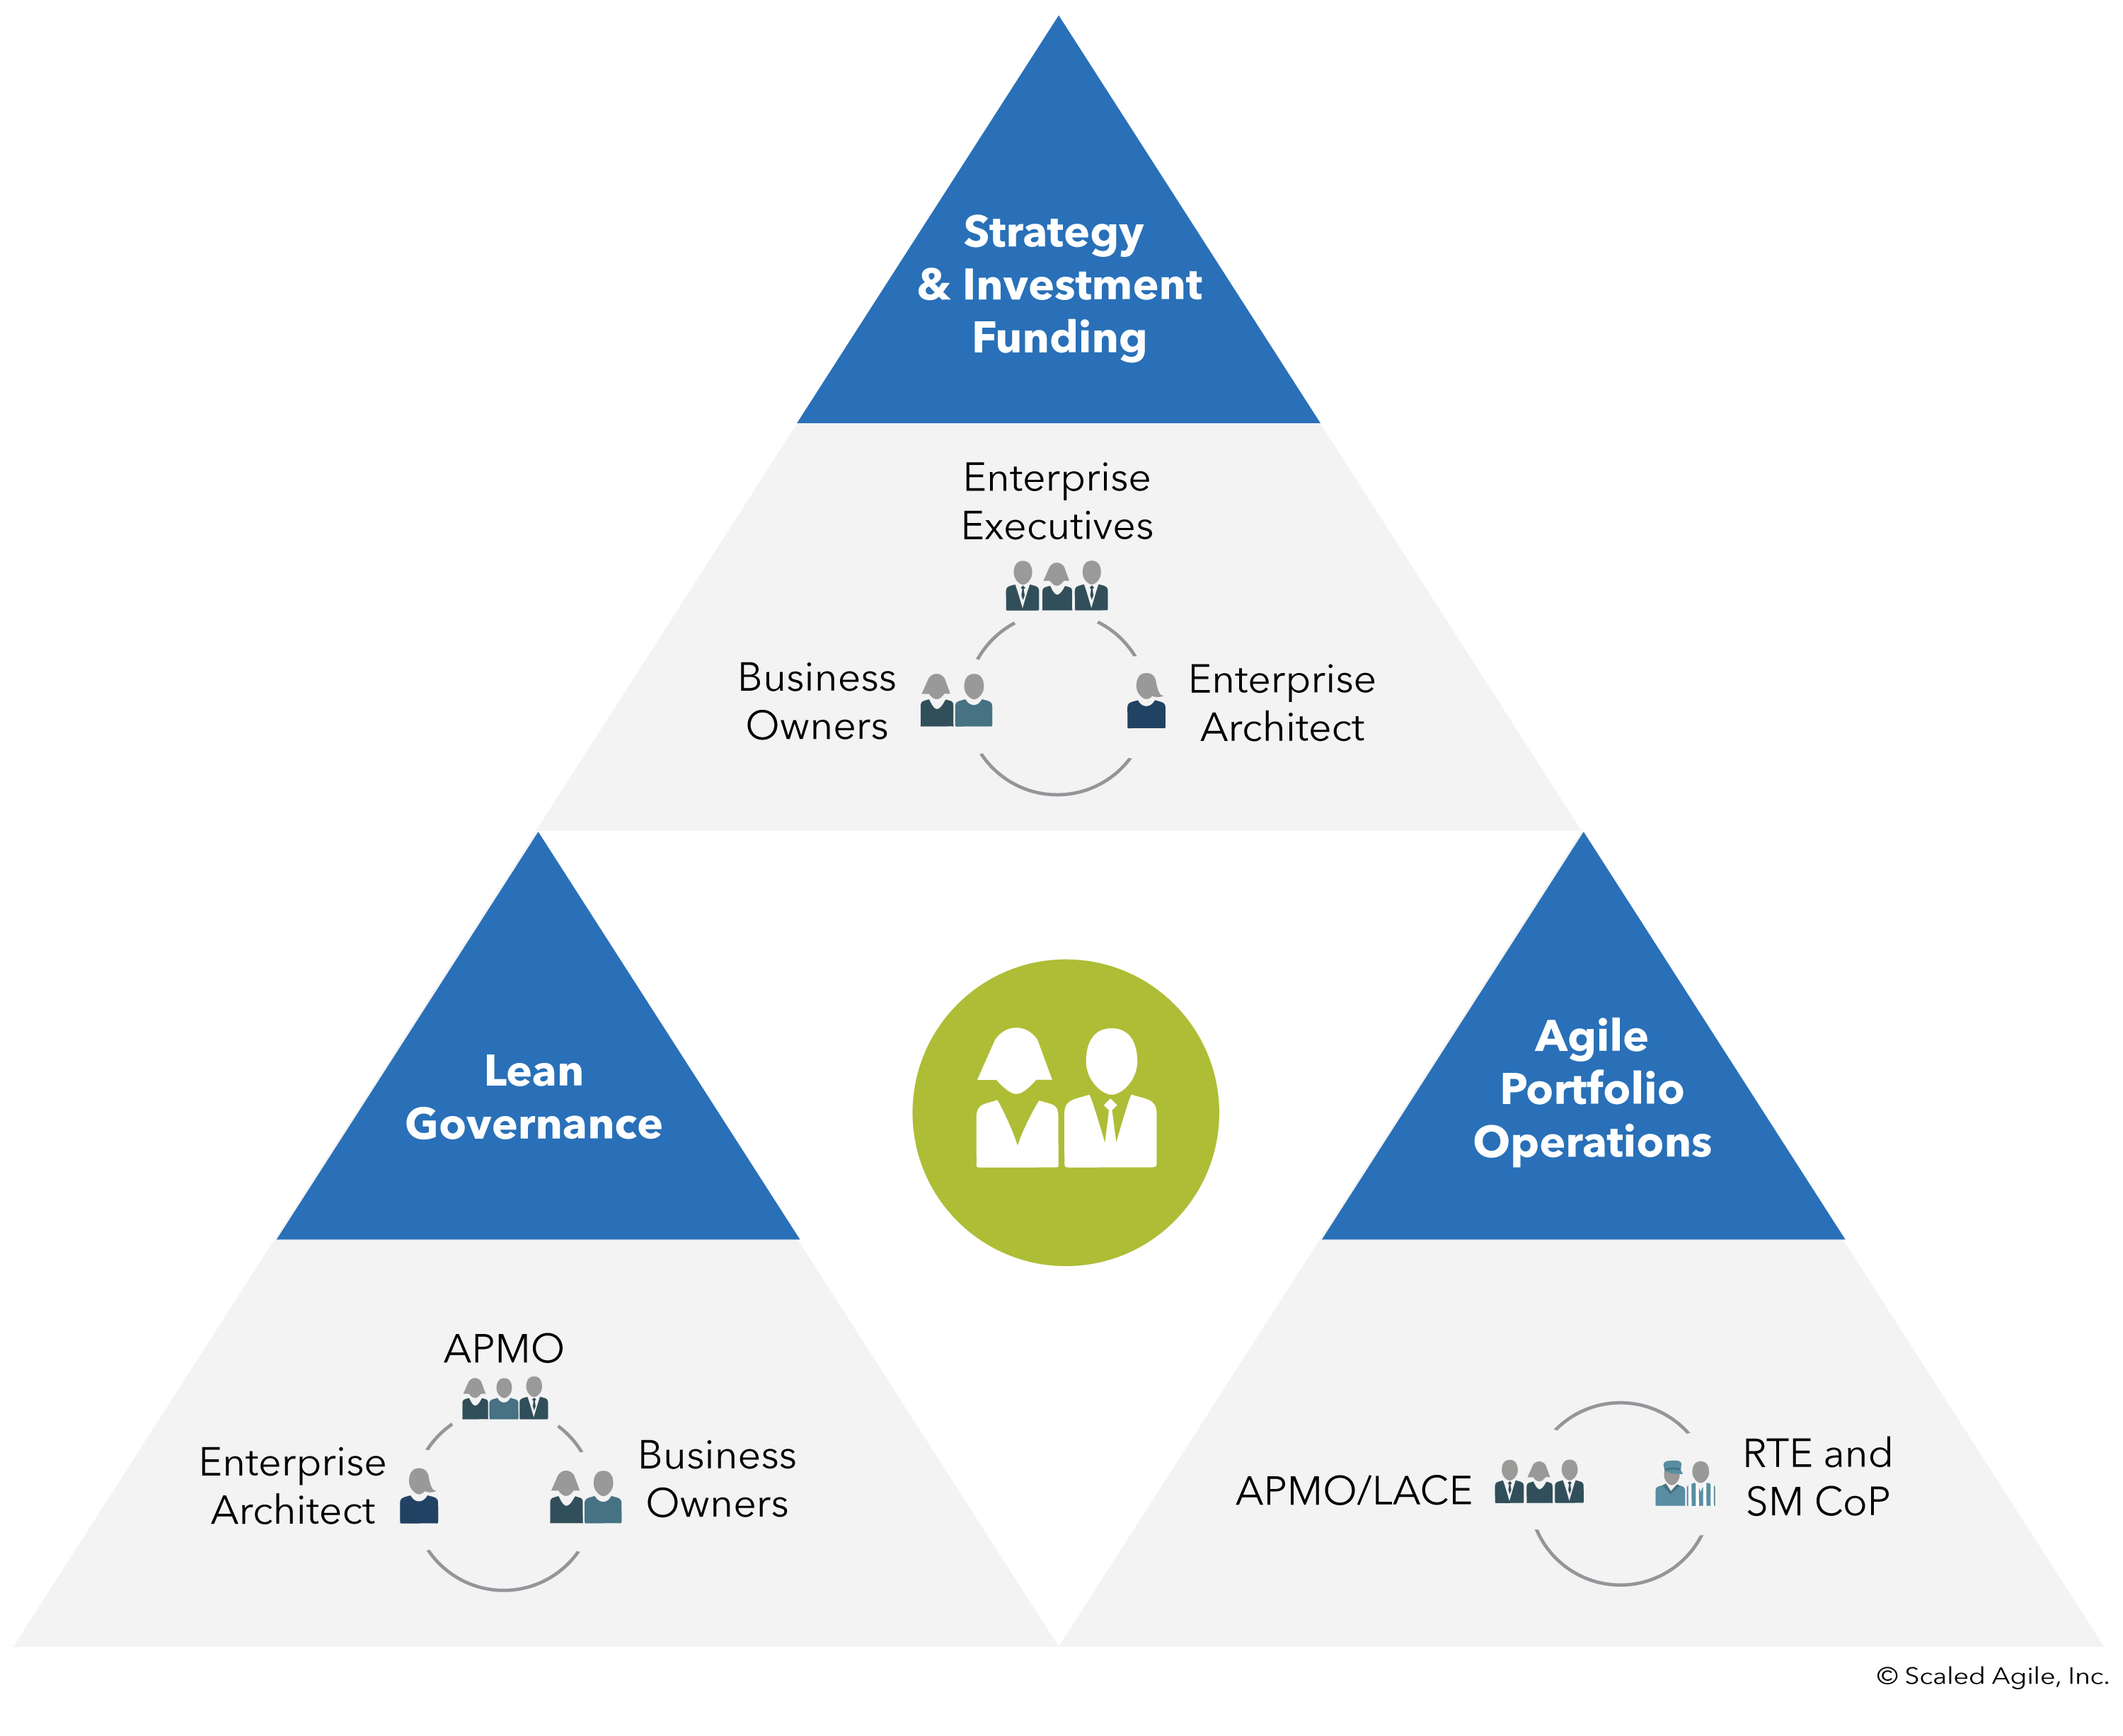 Strategy
& Investment
Funding
Enterprise
Executives
Business
Owners
Enterprise
Architect
Lean
Governance
Agile
Portfolio
Operations
APMO
Enterprise
Architect
Business
Owners
APMO/LACE
RTE and
SM CoP
© Scaled Agile, Inc.